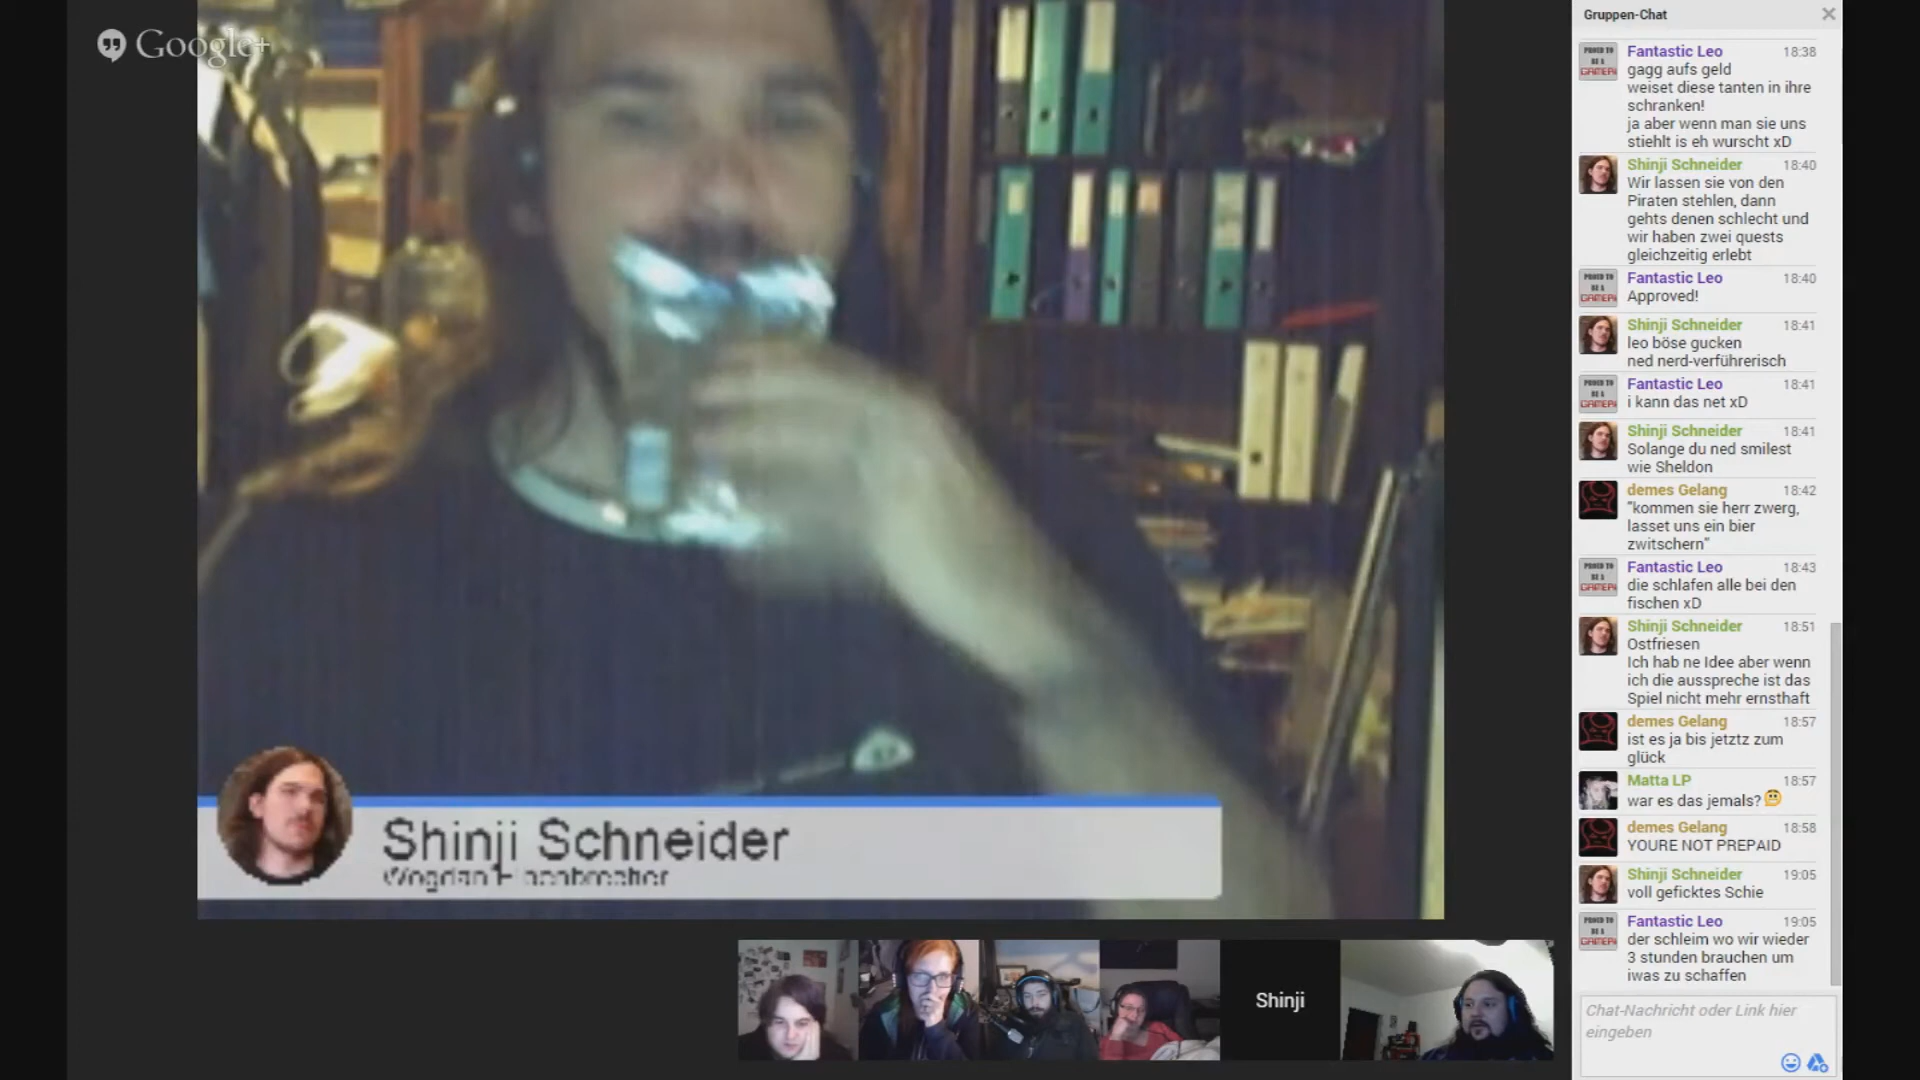 Google+
Shinji Schneider
Shinji
Gruppen-Chat
Fantastic Leo 18:38
gagg aufs geld
weiset diese tanten in ihre
schranken!
ja aber wenn man sie uns
stiehlt is eh wurscht xD
Shinji Schneider 18:40
Wir lassen sie von den
Piraten stehlen, dann
gehts denen schlecht und
wir haben zwei quests
gleichzeitig erlebt
Fantastic Leo 18:40
Approved!
Shinji Schneider 18:41
leo böse gucken
ned nerd-verführerisch
Fantastic Leo 18:41
i kann das net xD
Shinji Schneider 18:41
Solange du ned smilest
wie Sheldon
demes Gelang 18:42
"kommen sie herr zwerg,
lasset uns ein bier
zwitschern"
Fantastic Leo 18:43
die schlafen alle bei den
fischen xD
Shinji Schneider 18:51
Ostfriesen
Ich hab ne Idee aber wenn
ich die ausspreche ist das
Spiel nicht mehr ernsthaft
demes Gelang 18:57
ist es ja bis jetztz zum
glück
Matta LP 18:57
war es das jemals?
demes Gelang 18:58
YOURE NOT PREPAID
Shinji Schneider 19:05
voll geficktes Schie
Fantastic Leo 19:05
der schleim wo wir wieder
3 stunden brauchen um
iwas zu schaffen
Chat-Nachricht oder Link hier
eingeben